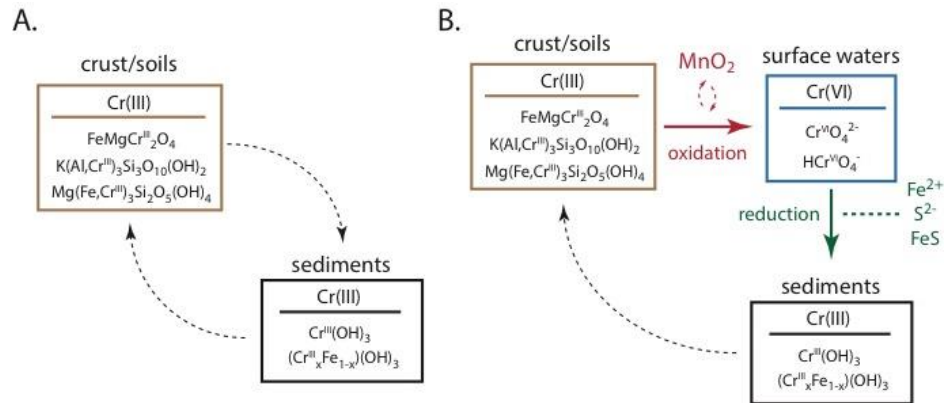 A.
crust/soils
Cr(III)
FeMgCrᴵᴵᴵ₂O₄
K(Al,Crᴵᴵᴵ)₃Si₃O₁₀(OH)₂
Mg(Fe,Crᴵᴵᴵ)₃Si₂O₅(OH)₄
sediments
Cr(III)
Crᴵᴵᴵ(OH)₃
(CrᴵᴵᴵₓFe₁₋ₓ)(OH)₃
B.
crust/soils
Cr(III)
FeMgCrᴵᴵᴵ₂O₄
K(Al,Crᴵᴵᴵ)₃Si₃O₁₀(OH)₂
Mg(Fe,Crᴵᴵᴵ)₃Si₂O₅(OH)₄
MnO₂
oxidation
surface waters
Cr(VI)
CrⱽᴵO₄²⁻
HCrⱽᴵO₄⁻
reduction
Fe²⁺
S²⁻
FeS
sediments
Cr(III)
Crᴵᴵᴵ(OH)₃
(CrᴵᴵᴵₓFe₁₋ₓ)(OH)₃